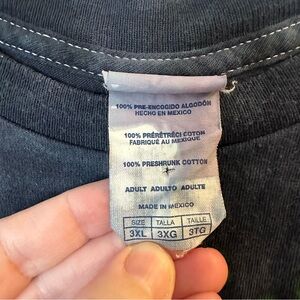 100% PRE-ENCOGIDO ALGODÓN
HECHO EN MEXICO
100% PRÉRÉTRÉCI COTON
FABRIQUÉ AU MEXIQUE
100% PRESHRUNK COTTON
ADULT ADULTO ADULTE
MADE IN MEXICO
SIZE TALLA TAILLE
3XL 3XG 3TG